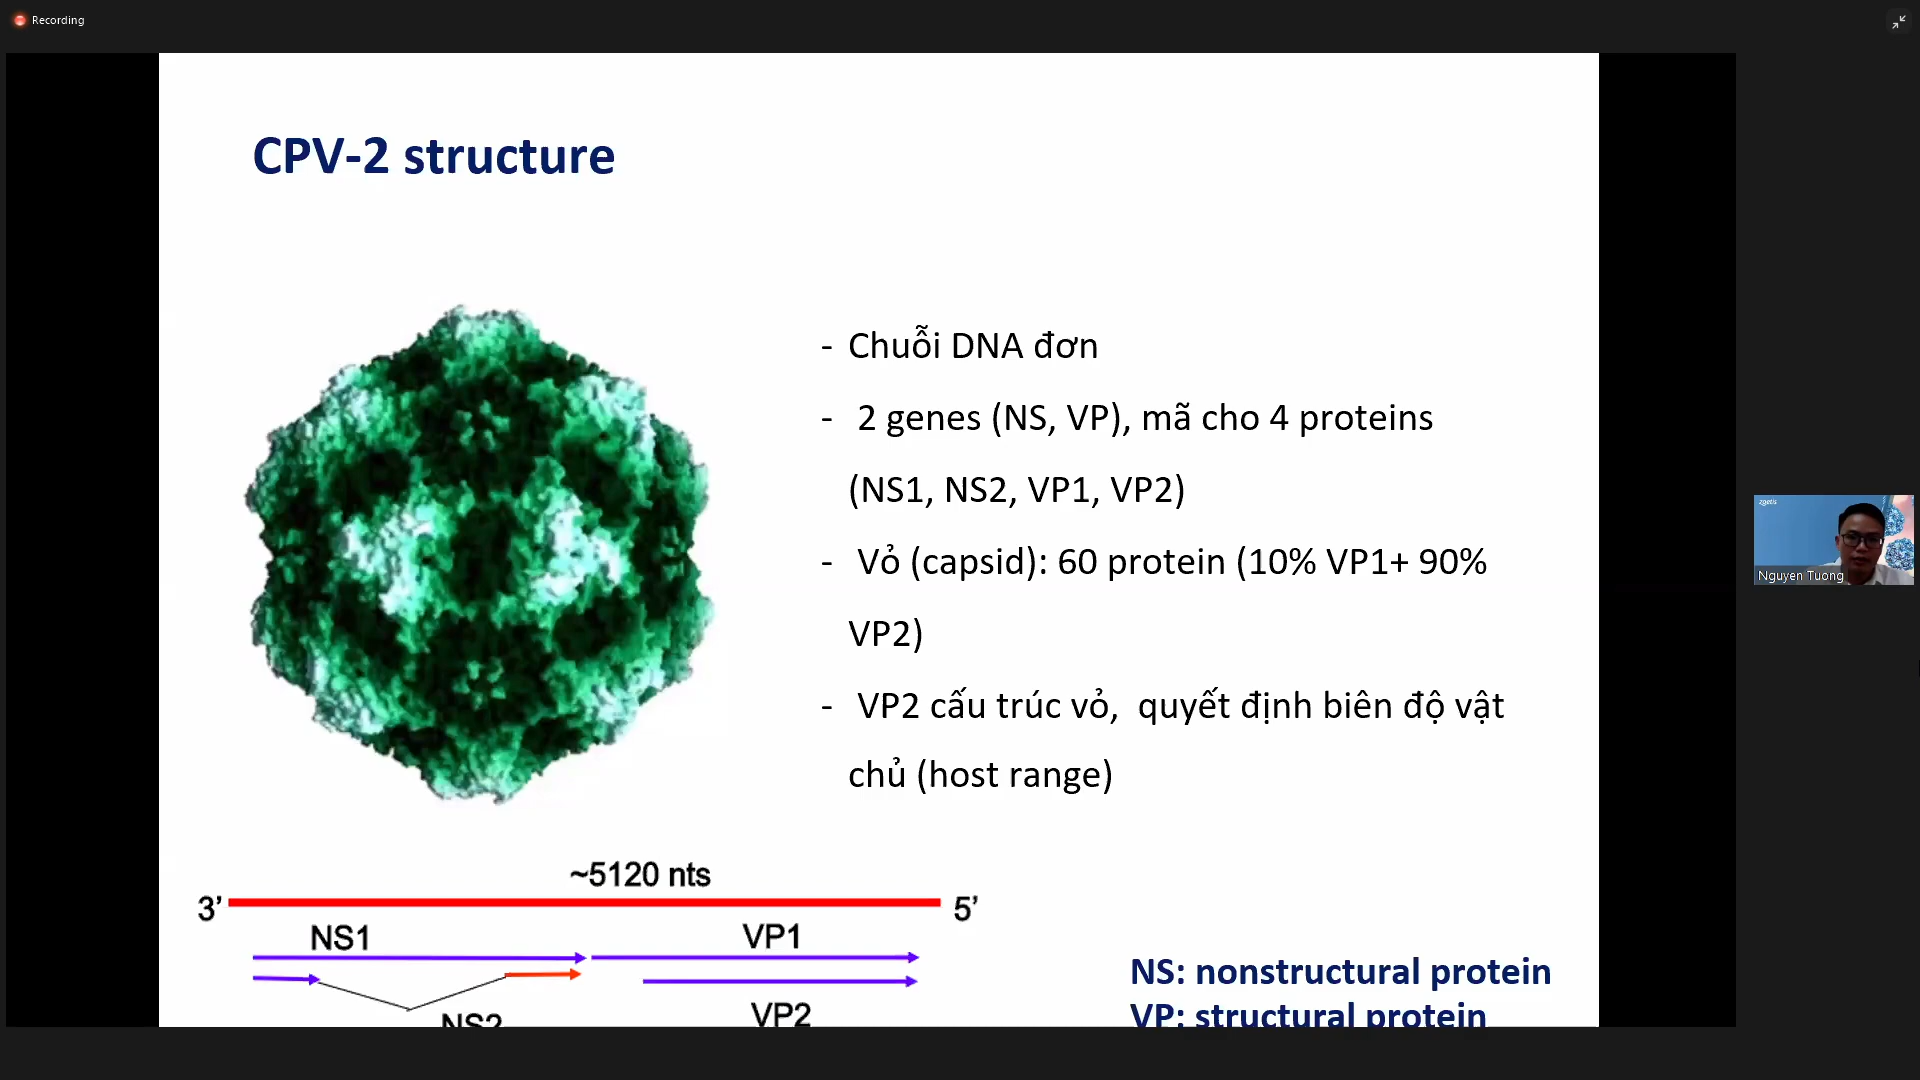 Recording
CPV-2 structure
- Chuỗi DNA đơn
- 2 genes (NS, VP), mã cho 4 proteins
(NS1, NS2, VP1, VP2)
- Vỏ (capsid): 60 protein (10% VP1+ 90%
VP2)
- VP2 cấu trúc vỏ, quyết định biên độ vật
chủ (host range)
zoetis
Nguyen Tuong
~5120 nts
3’ 5’
NS1 VP1
NS2 VP2
NS: nonstructural protein
VP: structural protein